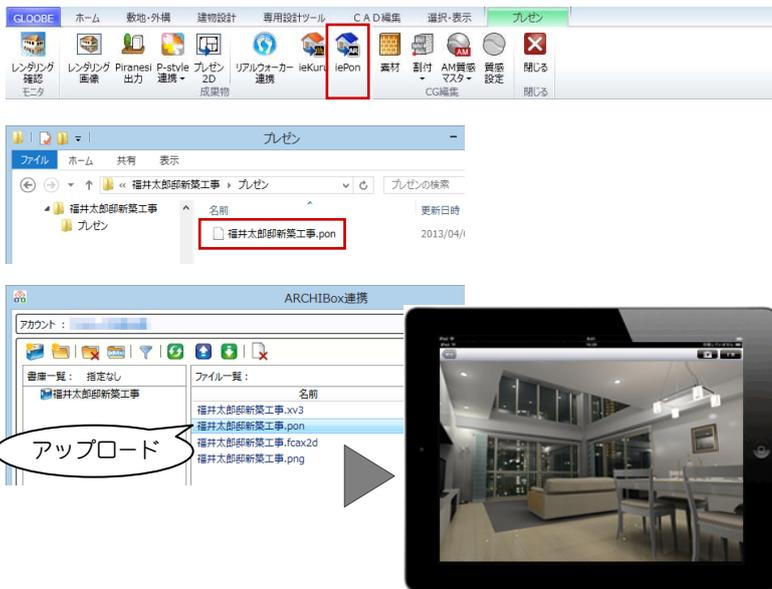 GLOOBE ホーム 敷地・外構 建物設計 専用設計ツール CAD編集 選択・表示 プレゼン
レンダリング確認 レンダリング画像 Piranesi出力 P-style連携 プレゼン2D リアルウォーカー連携 ieKuru iePon 素材 割付 AM質感マスタ 質感設定 閉じる
モニタ 成果物 CG編集 閉じる
プレゼン
ファイル ホーム 共有 表示
« 福井太郎邸新築工事 プレゼン プレゼンの検索
福井太郎邸新築工事 名前 更新日時
プレゼン 福井太郎邸新築工事.pon 2013/04/
ARCHIBox連携
アカウント :
書庫一覧: 指定なし ファイル一覧:
福井太郎邸新築工事 名前
福井太郎邸新築工事.xv3
福井太郎邸新築工事.pon
アップロード 福井太郎邸新築工事.fcax2d
福井太郎邸新築工事.png